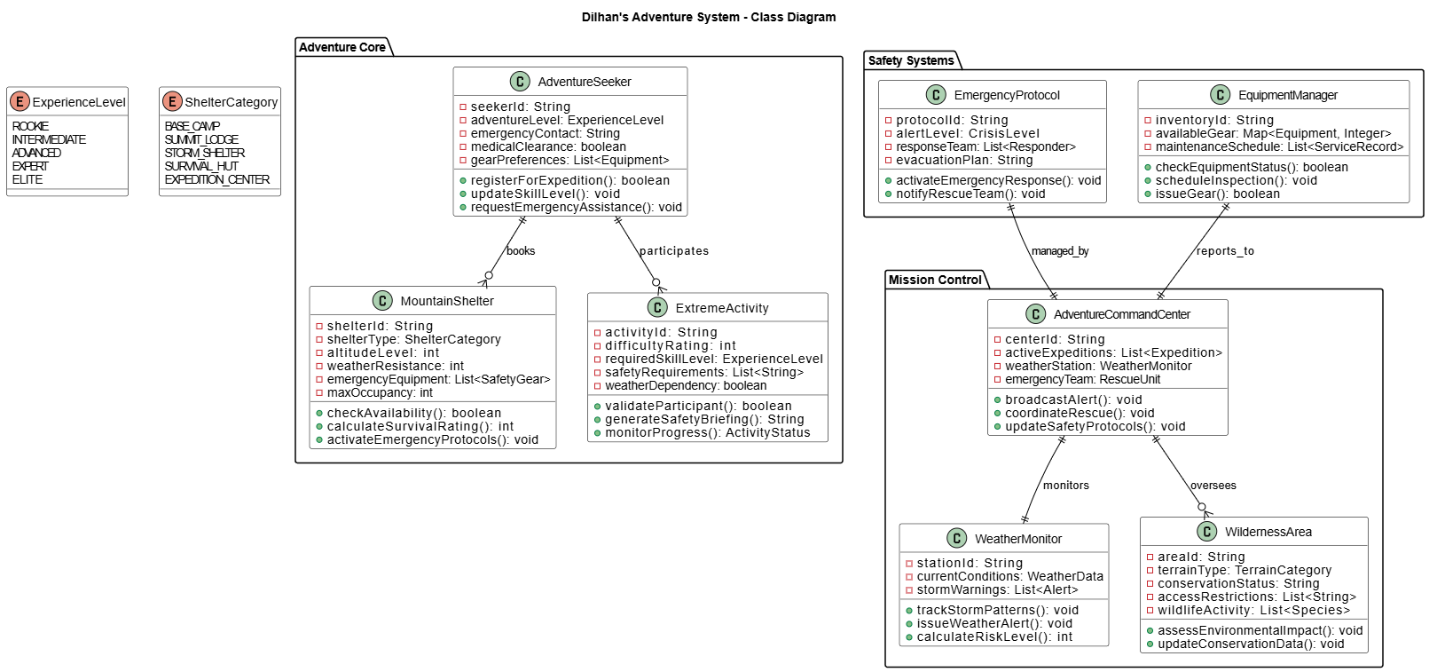 Dilhan's Adventure System - Class Diagram
E ExperienceLevel
ROOKIE
INTERMEDIATE
ADVANCED
EXPERT
ELITE
E ShelterCategory
BASE_CAMP
SUMMIT_LODGE
STORM_SHELTER
SURVIVAL_HUT
EXPEDITION_CENTER
Adventure Core
C AdventureSeeker
seekerId: String
adventureLevel: ExperienceLevel
emergencyContact: String
medicalClearance: boolean
gearPreferences: List<Equipment>
registerForExpedition(): boolean
updateSkillLevel(): void
requestEmergencyAssistance(): void
books
participates
C MountainShelter
shelterId: String
shelterType: ShelterCategory
altitudeLevel: int
weatherResistance: int
emergencyEquipment: List<SafetyGear>
maxOccupancy: int
checkAvailability(): boolean
calculateSurvivalRating(): int
activateEmergencyProtocols(): void
C ExtremeActivity
activityId: String
difficultyRating: int
requiredSkillLevel: ExperienceLevel
safetyRequirements: List<String>
weatherDependency: boolean
validateParticipant(): boolean
generateSafetyBriefing(): String
monitorProgress(): ActivityStatus
Safety Systems
C EmergencyProtocol
protocolId: String
alertLevel: CrisisLevel
responseTeam: List<Responder>
evacuationPlan: String
activateEmergencyResponse(): void
notifyRescueTeam(): void
C EquipmentManager
inventoryId: String
availableGear: Map<Equipment, Integer>
maintenanceSchedule: List<ServiceRecord>
checkEquipmentStatus(): boolean
scheduleInspection(): void
issueGear(): boolean
managed_by
reports_to
Mission Control
C AdventureCommandCenter
centerId: String
activeExpeditions: List<Expedition>
weatherStation: WeatherMonitor
emergencyTeam: RescueUnit
broadcastAlert(): void
coordinateRescue(): void
updateSafetyProtocols(): void
monitors
oversees
C WeatherMonitor
stationId: String
currentConditions: WeatherData
stormWarnings: List<Alert>
trackStormPatterns(): void
issueWeatherAlert(): void
calculateRiskLevel(): int
C WildernessArea
areaId: String
terrainType: TerrainCategory
conservationStatus: String
accessRestrictions: List<String>
wildlifeActivity: List<Species>
assessEnvironmentalImpact(): void
updateConservationData(): void